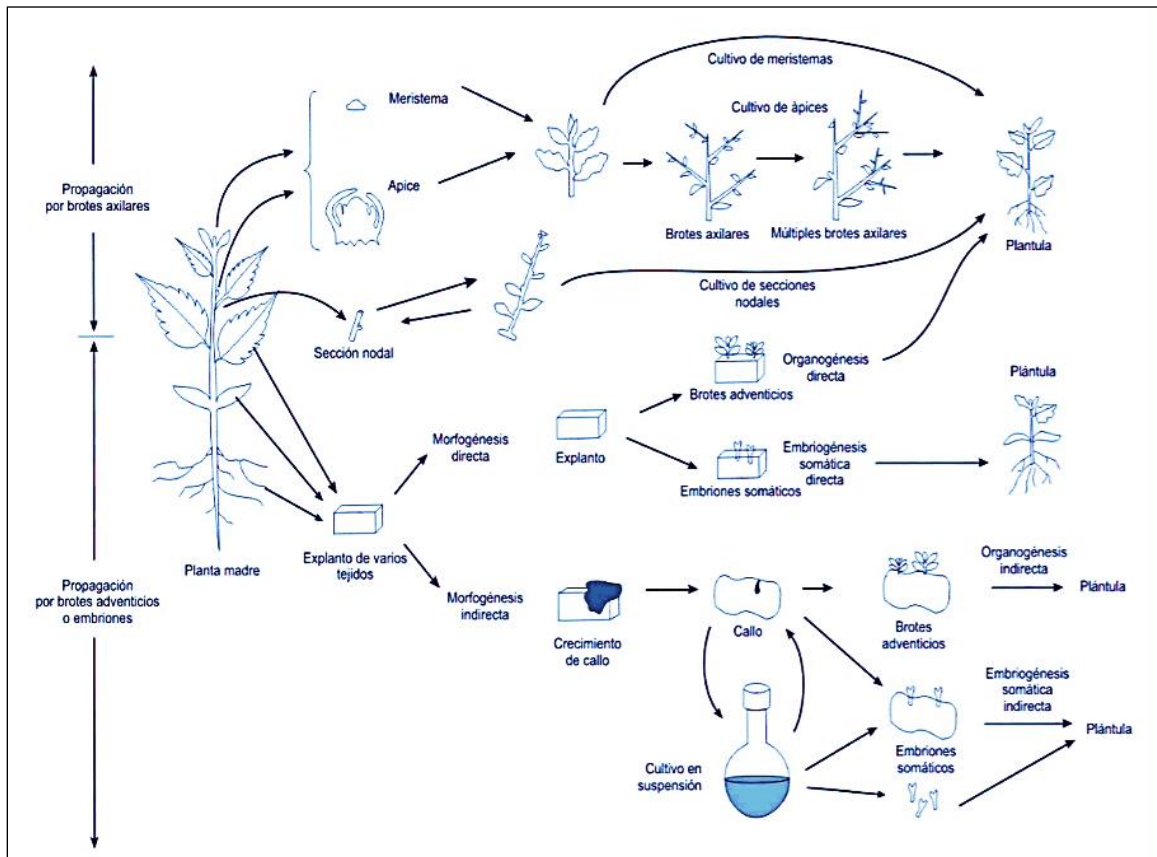 Cultivo de meristemas
Meristema
Cultivo de àpices
Propagación
por brotes axilares
Apice
Brotes axilares
Múltiples brotes axilares
Plantula
Cultivo de secciones
nodales
Sección nodal
Brotes adventicios
Organogénesis
directa
Plántula
Morfogénesis
directa
Explanto
Embriones somáticos
Embriogénesis
somática
directa
Planta madre
Explanto de varios
tejidos
Propagación
por brotes adventicios
o embriones
Morfogénesis
indirecta
Crecimiento
de callo
Callo
Brotes
adventicios
Organogénesis
indirecta
Plántula
Embriogénesis
somática
indirecta
Embriones
somáticos
Plántula
Cultivo en
suspensión